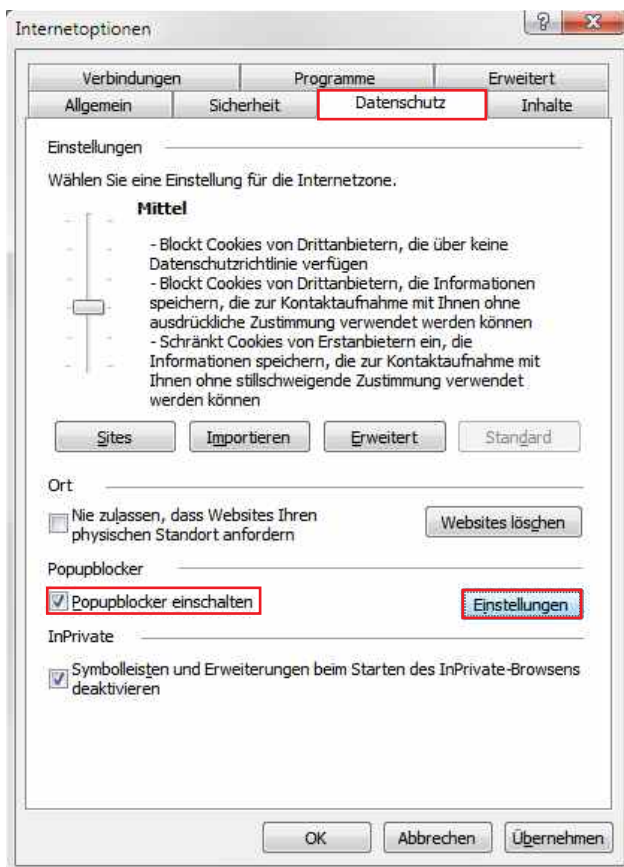 Internetoptionen
Verbindungen
Programme
Erweitert
Allgemein
Sicherheit
Datenschutz
Inhalte
Einstellungen
Wählen Sie eine Einstellung für die Internetzone.
Mittel
- Blockt Cookies von Drittanbietern, die über keine
Datenschutzrichtlinie verfügen
- Blockt Cookies von Drittanbietern, die Informationen
speichern, die zur Kontaktaufnahme mit Ihnen ohne
ausdrückliche Zustimmung verwendet werden können
- Schränkt Cookies von Erstanbietern ein, die
Informationen speichern, die zur Kontaktaufnahme mit
Ihnen ohne stillschweigende Zustimmung verwendet
werden können
Sites
Importieren
Erweitert
Standard
Ort
Nie zulassen, dass Websites Ihren
physischen Standort anfordern
Websites löschen
Popupblocker
Popupblocker einschalten
Einstellungen
InPrivate
Symbolleisten und Erweiterungen beim Starten des InPrivate-Browsens
deaktivieren
OK
Abbrechen
Übernehmen